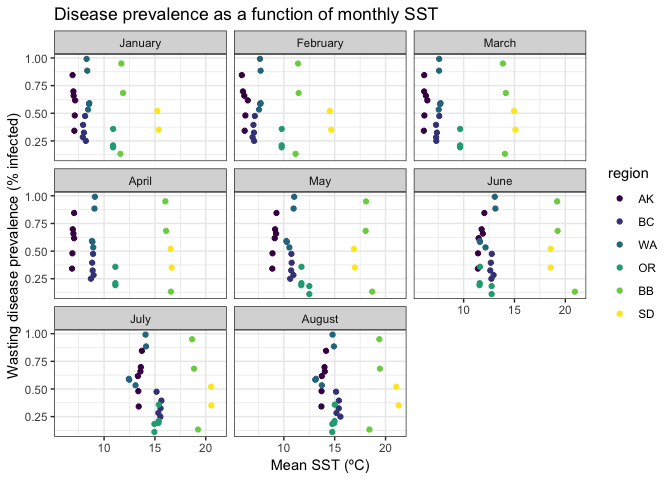 Disease prevalence as a function of monthly SST
January
February
March
1.00
0.75
0.50
0.25
April
May
June
1.00
0.75
0.50
0.25
10
15
20
July
August
1.00
0.75
0.50
0.25
10
15
20
10
15
20
Mean SST (ºC)
Wasting disease prevalence (% infected)
region
AK
BC
WA
OR
BB
SD